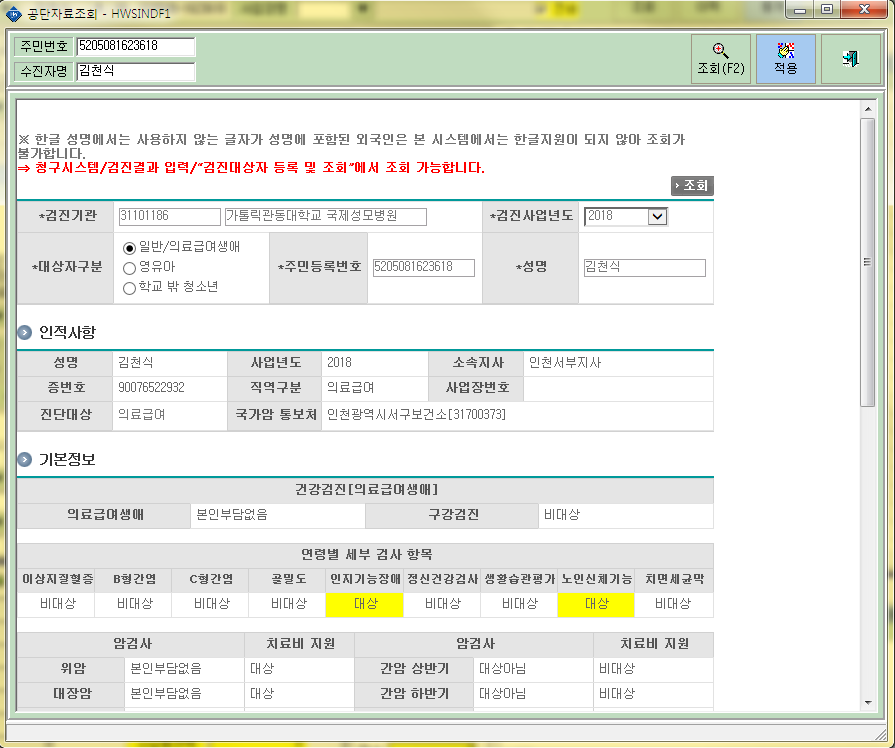 공단자료조회 - HWSINDF1
주민번호 5205081623618
수진자명 김천식
조회(F2) 적용
※ 한글 성명에서는 사용하지 않는 글자가 성명에 포함된 외국인은 본 시스템에서는 한글지원이 되지 않아 조회가
불가합니다.
⇒ 청구시스템/검진결과 입력/"검진대상자 등록 및 조회"에서 조회 가능합니다.
조회
*검진기관 31101186 가톨릭관동대학교 국제성모병원 *검진사업년도 2018
*대상자구분 일반/의료급여생애 *주민등록번호 5205081623618 *성명 김천식
영유아
학교 밖 청소년
인적사항
성명 김천식 사업년도 2018 소속지사 인천서부지사
증번호 90076522932 직역구분 의료급여 사업장번호
진단대상 의료급여 국가암 통보처 인천광역시서구보건소[31700373]
기본정보
건강검진[의료급여생애]
의료급여생애 본인부담없음 구강검진 비대상
연령별 세부 검사 항목
이상지질혈증 B형간염 C형간염 골밀도 인지기능장애 정신건강검사 생활습관평가 노인신체기능 치면세균막
비대상 비대상 비대상 비대상 대상 비대상 비대상 대상 비대상
암검사 치료비 지원 암검사 치료비 지원
위암 본인부담없음 대상 간암 상반기 대상아님 비대상
대장암 본인부담없음 대상 간암 하반기 대상아님 비대상